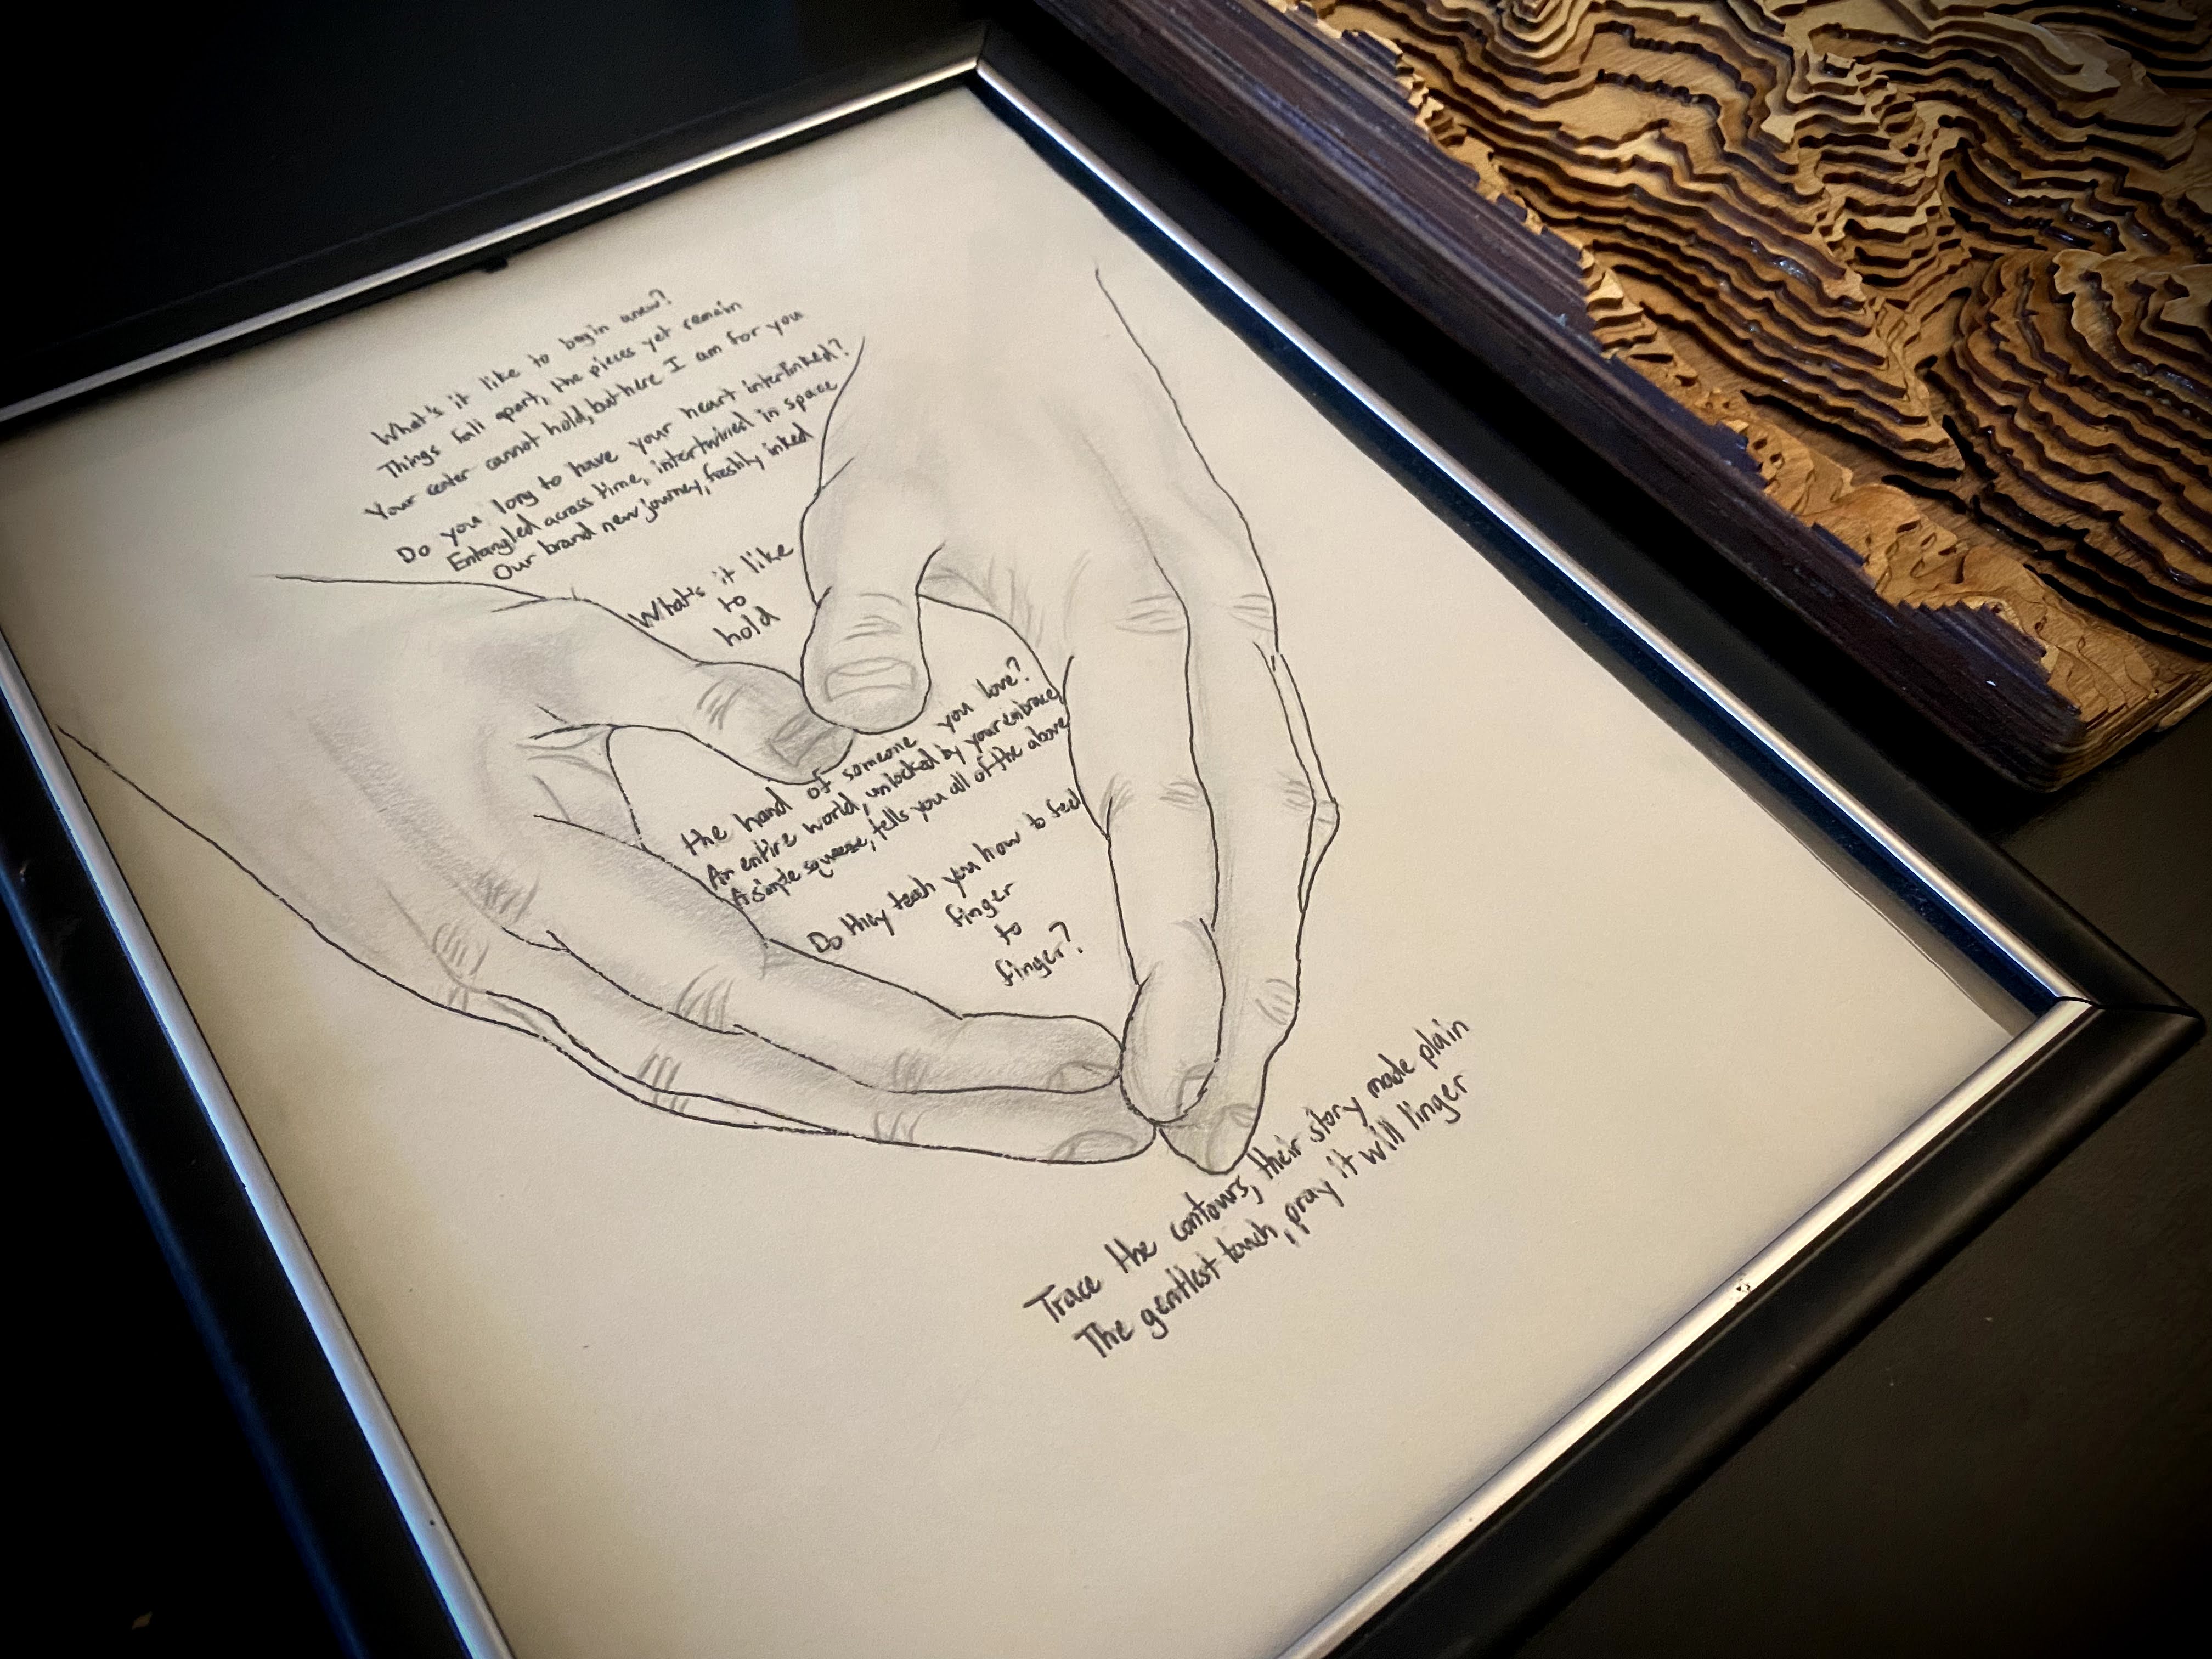 What's it like to begin anew?
Things fall apart, the pieces yet remain
Your center cannot hold, but here I am for you
Do you long to have your heart interlinked?
Entangled across time, intertwined in space
Our brand new journey, freshly inked
What's it like
to
hold
the hand of someone you love?
An entire world, unlocked by your embrace,
A simple squeeze, tells you all of the above
Do they teach you how to feel
finger
to
finger?
Trace the contours, their story made plain
The gentlest touch, pray it will linger